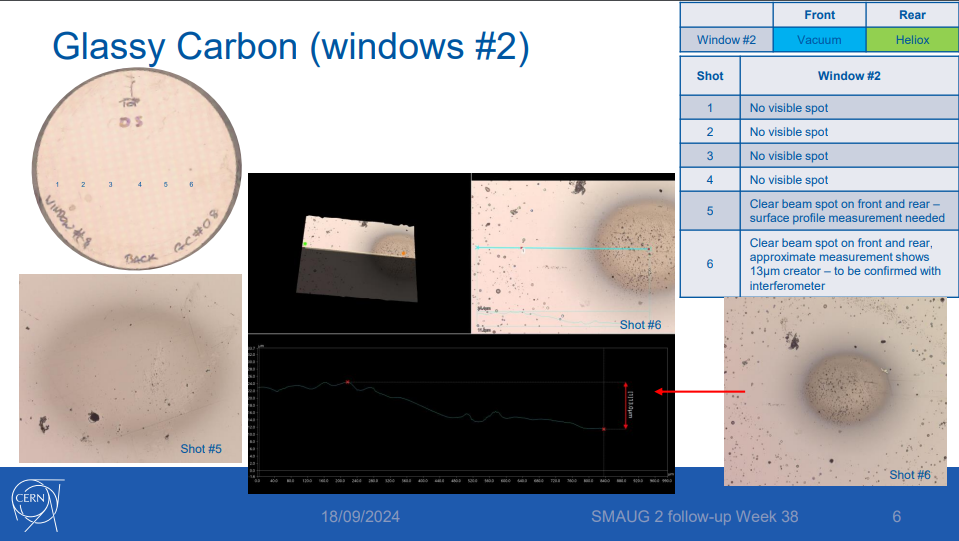 Glassy Carbon (windows #2)
Front Rear
Window #2 Vacuum Heliox
Shot Window #2
1 No visible spot
2 No visible spot
3 No visible spot
4 No visible spot
5 Clear beam spot on front and rear –
surface profile measurement needed
6 Clear beam spot on front and rear,
approximate measurement shows
13µm creator – to be confirmed with
interferometer
Top
DS
1 2 3 4 5 6
BACK
Shot #5
Shot #6
Shot #6
CERN
18/09/2024 SMAUG 2 follow-up Week 38 6